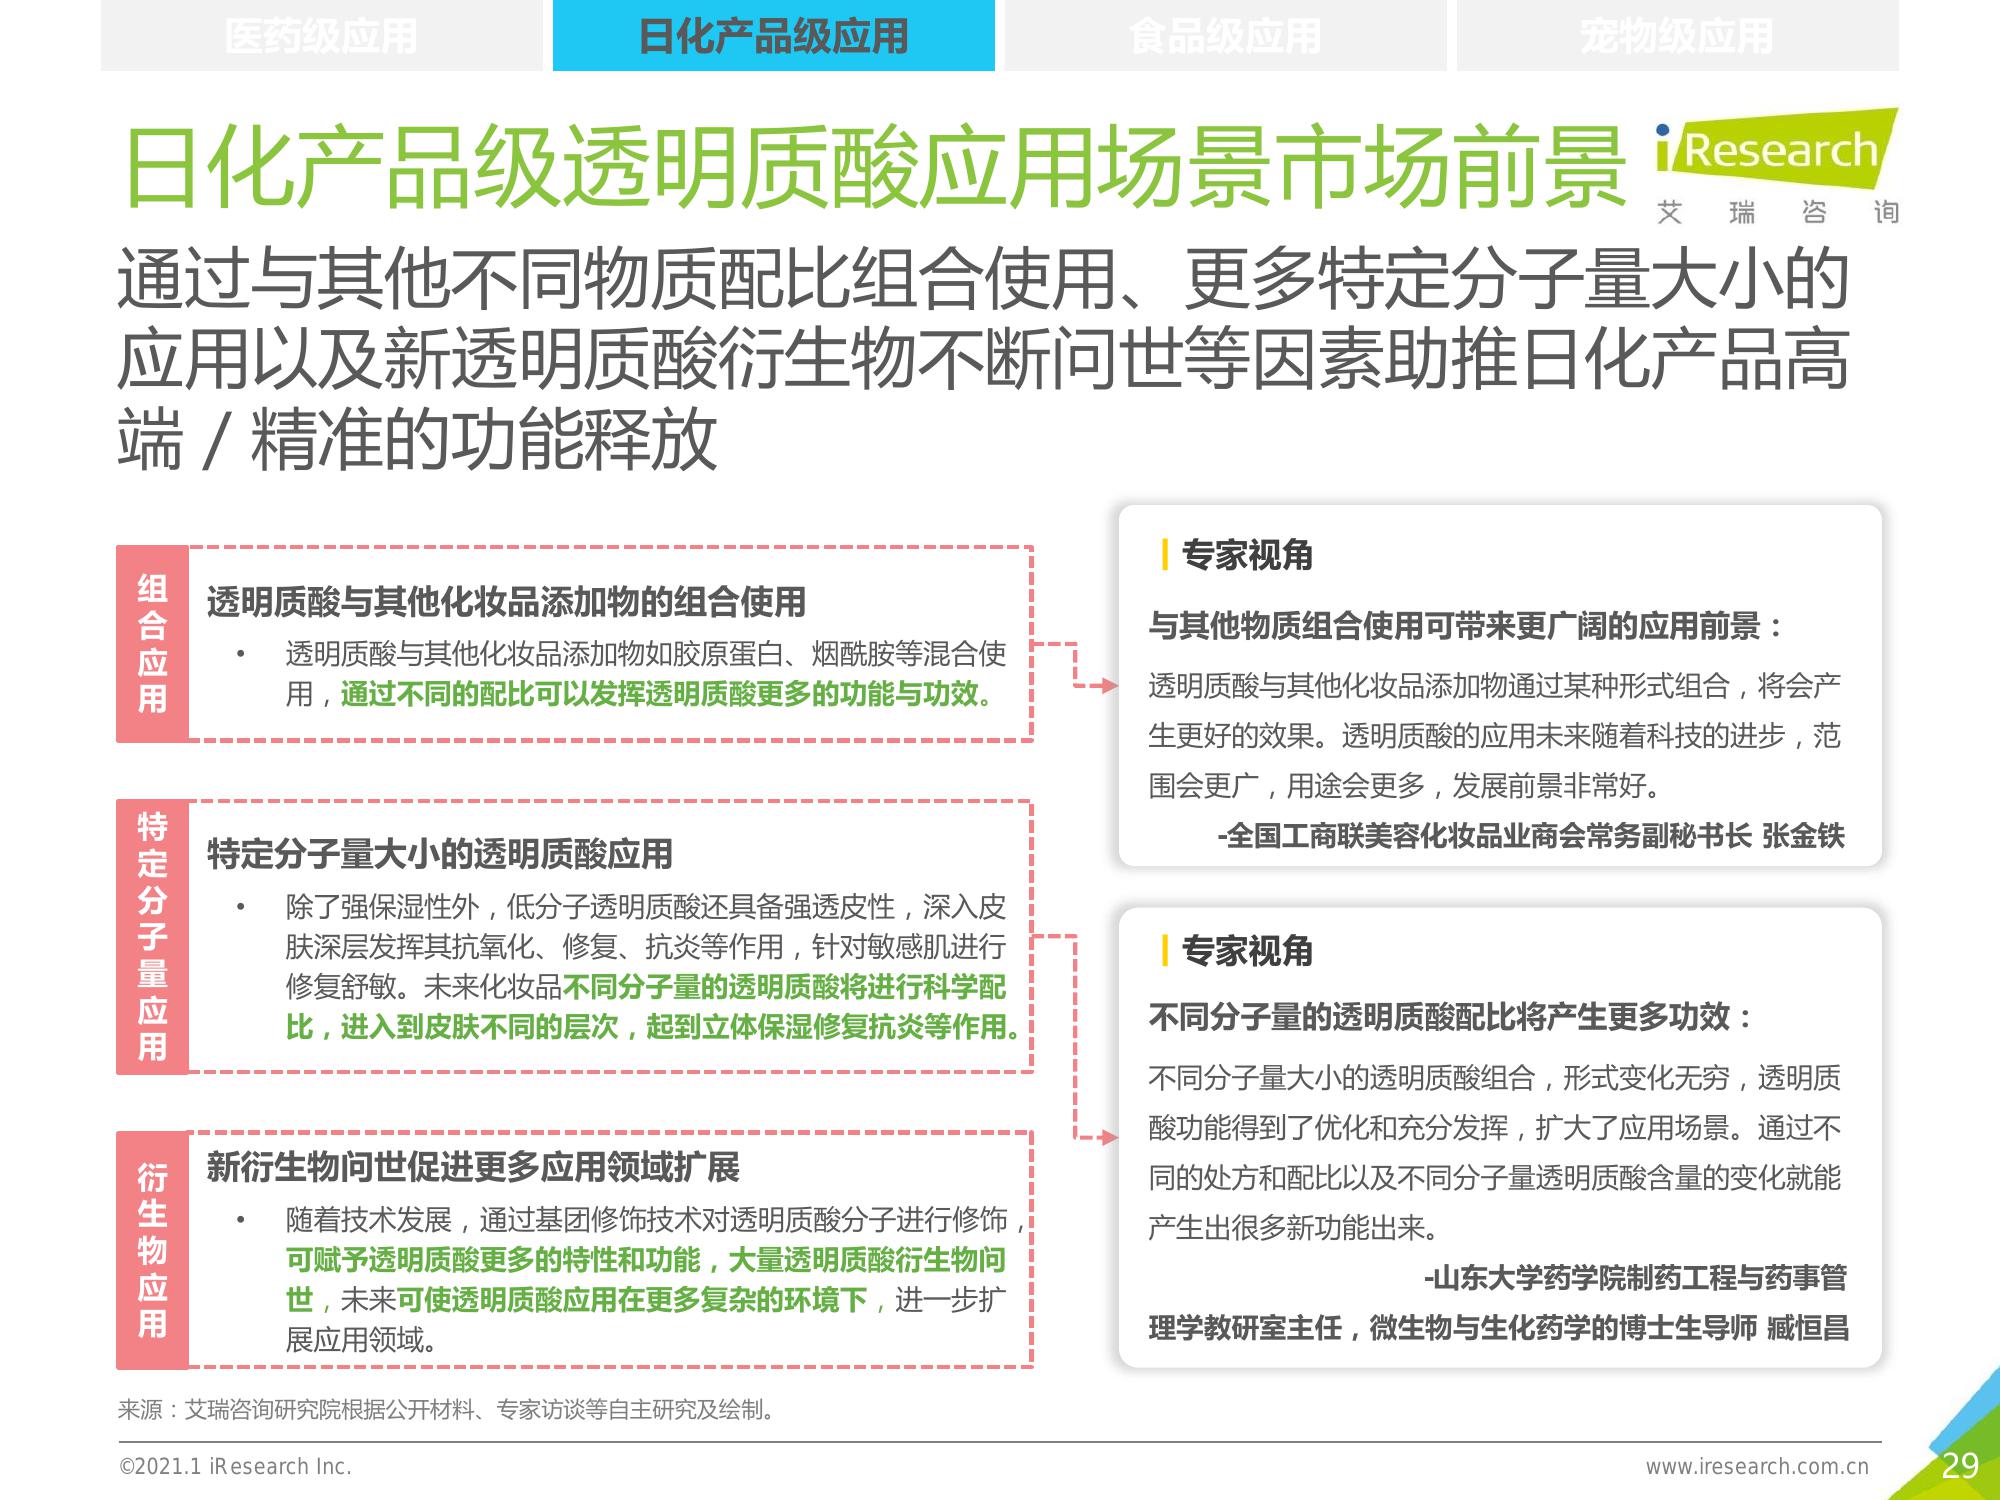 医药级应用
日化产品级应用
食品级应用
宠物级应用
日化产品级透明质酸应用场景市场前景
iResearch
艾瑞咨询
通过与其他不同物质配比组合使用、更多特定分子量大小的
应用以及新透明质酸衍生物不断问世等因素助推日化产品高
端/精准的功能释放
组合应用
透明质酸与其他化妆品添加物的组合使用
• 透明质酸与其他化妆品添加物如胶原蛋白、烟酰胺等混合使
用，通过不同的配比可以发挥透明质酸更多的功能与功效。
特定分子量应用
特定分子量大小的透明质酸应用
• 除了强保湿性外，低分子透明质酸还具备强透皮性，深入皮
肤深层发挥其抗氧化、修复、抗炎等作用，针对敏感肌进行
修复舒敏。未来化妆品不同分子量的透明质酸将进行科学配
比，进入到皮肤不同的层次，起到立体保湿修复抗炎等作用。
衍生物应用
新衍生物问世促进更多应用领域扩展
• 随着技术发展，通过基团修饰技术对透明质酸分子进行修饰，
可赋予透明质酸更多的特性和功能，大量透明质酸衍生物问
世，未来可使透明质酸应用在更多复杂的环境下，进一步扩
展应用领域。
专家视角
与其他物质组合使用可带来更广阔的应用前景：
透明质酸与其他化妆品添加物通过某种形式组合，将会产
生更好的效果。透明质酸的应用未来随着科技的进步，范
围会更广，用途会更多，发展前景非常好。
-全国工商联美容化妆品业商会常务副秘书长 张金铁
专家视角
不同分子量的透明质酸配比将产生更多功效：
不同分子量大小的透明质酸组合，形式变化无穷，透明质
酸功能得到了优化和充分发挥，扩大了应用场景。通过不
同的处方和配比以及不同分子量透明质酸含量的变化就能
产生出很多新功能出来。
-山东大学药学院制药工程与药事管
理学教研室主任，微生物与生化药学的博士生导师 臧恒昌
来源：艾瑞咨询研究院根据公开材料、专家访谈等自主研究及绘制。
©2021.1 iResearch Inc.
www.iresearch.com.cn
29